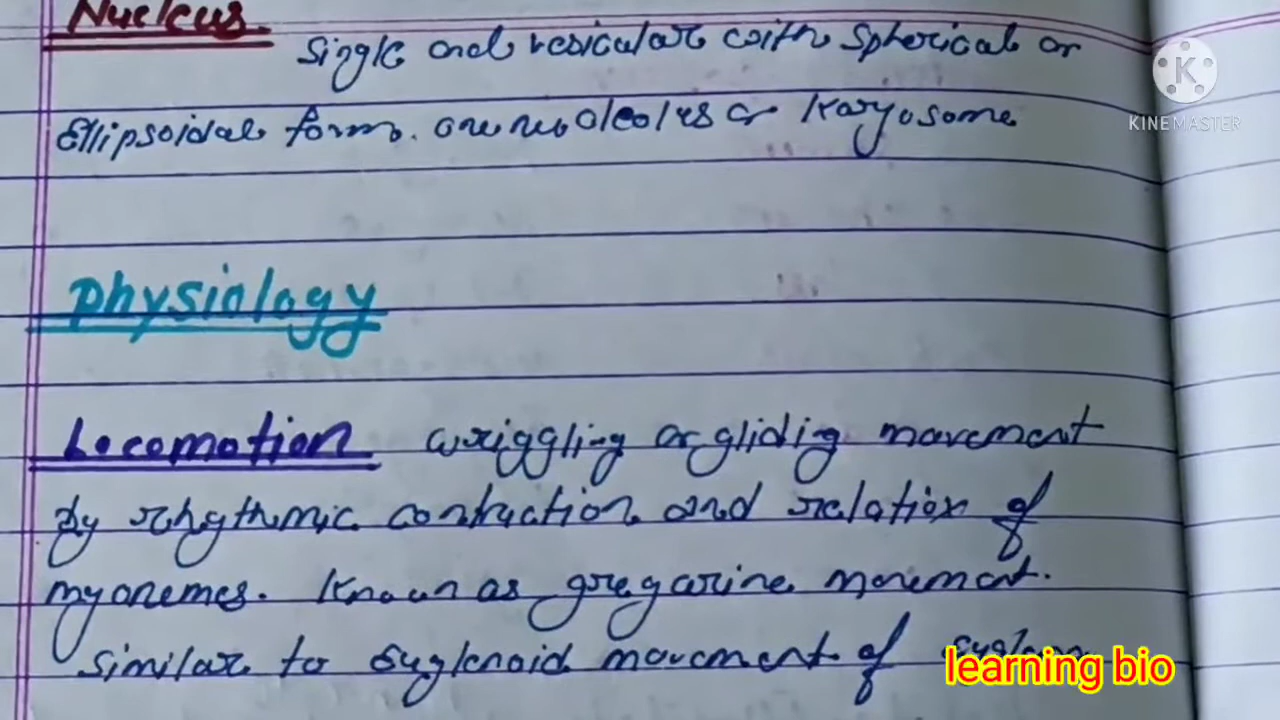 Nucleus
Single and vesicular with spherical or
Ellipsoidal form. one nucleolus or Karyosome
Physiology
Locomotion wriggling or gliding movement
by rhythmic contraction and relation of
myonemes. Known as gregarine movement.
Similar to euglenoid movement of
KINEMASTER
learning bio